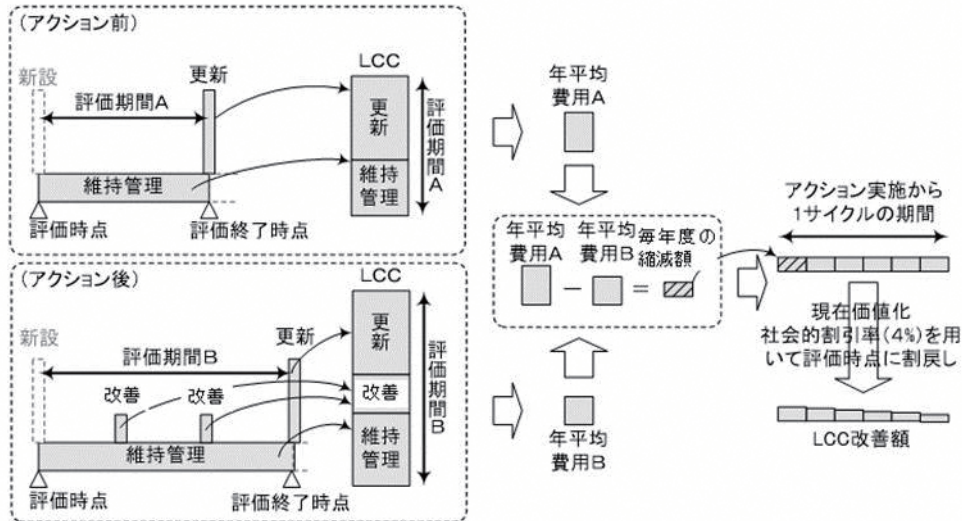 (アクション前)
新設
評価期間A
更新
維持管理
評価時点
評価終了時点
LCC
更新
維持
管理
評価期間A
年平均
費用A
(アクション後)
新設
評価期間B
更新
改善
改善
維持管理
評価時点
評価終了時点
LCC
更新
改善
維持
管理
評価期間B
年平均
費用B
年平均
費用A
年平均
費用B
毎年度の
縮減額
－
＝
アクション実施から
1サイクルの期間
現在価値化
社会的割引率(4%)を用
いて評価時点に割戻し
LCC改善額